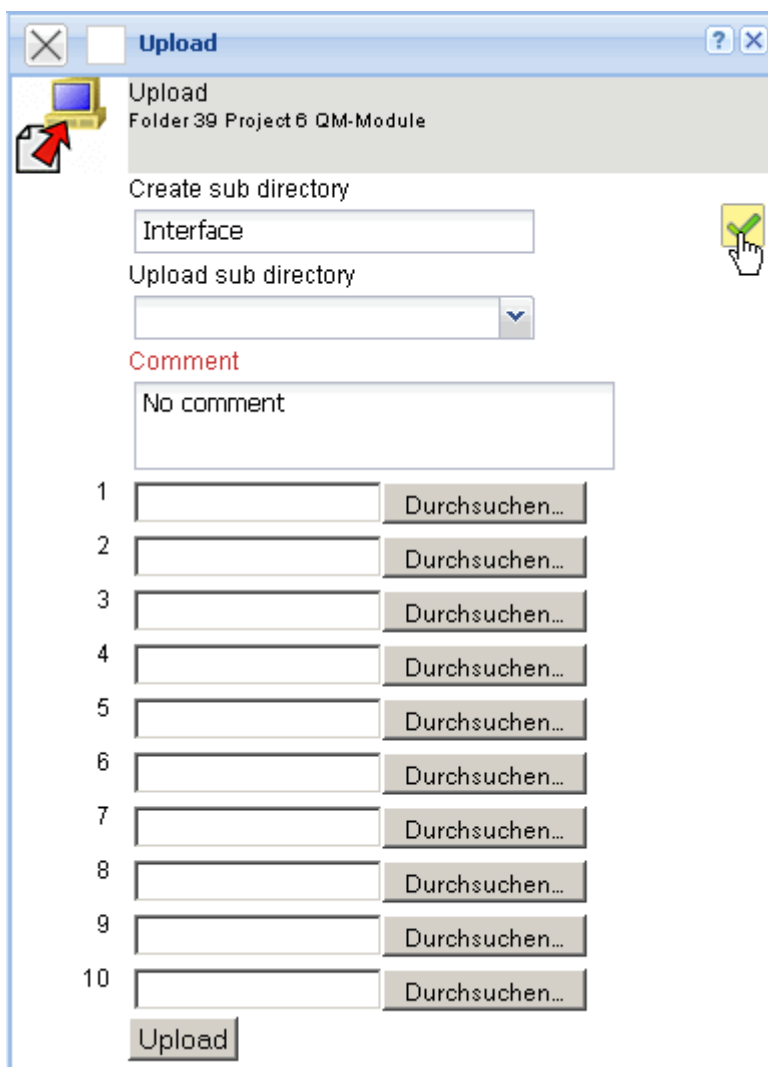 Upload
Upload
Folder 39 Project 6 QM-Module
Create sub directory
Interface
Upload sub directory
Comment
No comment
1 Durchsuchen...
2 Durchsuchen...
3 Durchsuchen...
4 Durchsuchen...
5 Durchsuchen...
6 Durchsuchen...
7 Durchsuchen...
8 Durchsuchen...
9 Durchsuchen...
10 Durchsuchen...
Upload